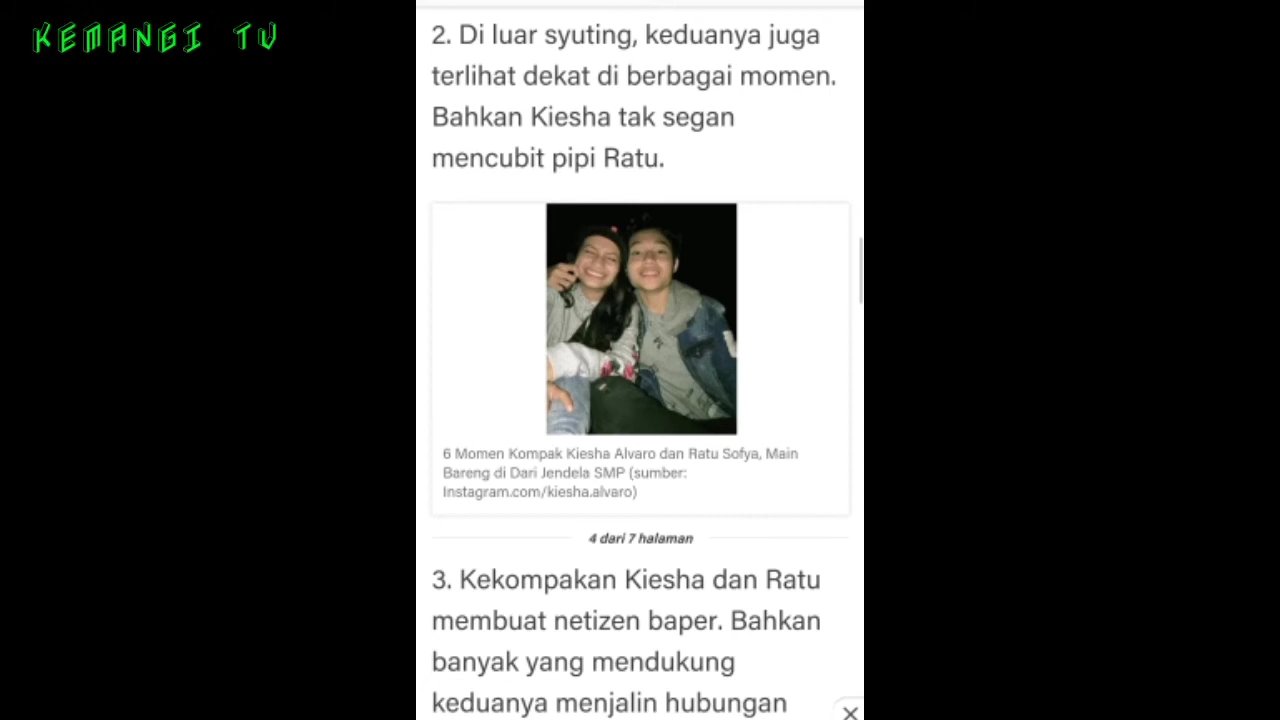 KEMANGI TV
2. Di luar syuting, keduanya juga
terlihat dekat di berbagai momen.
Bahkan Kiesha tak segan
mencubit pipi Ratu.
6 Momen Kompak Kiesha Alvaro dan Ratu Sofya, Main
Bareng di Dari Jendela SMP (sumber:
Instagram.com/kiesha.alvaro)
4 dari 7 halaman
3. Kekompakan Kiesha dan Ratu
membuat netizen baper. Bahkan
banyak yang mendukung
keduanya menjalin hubungan